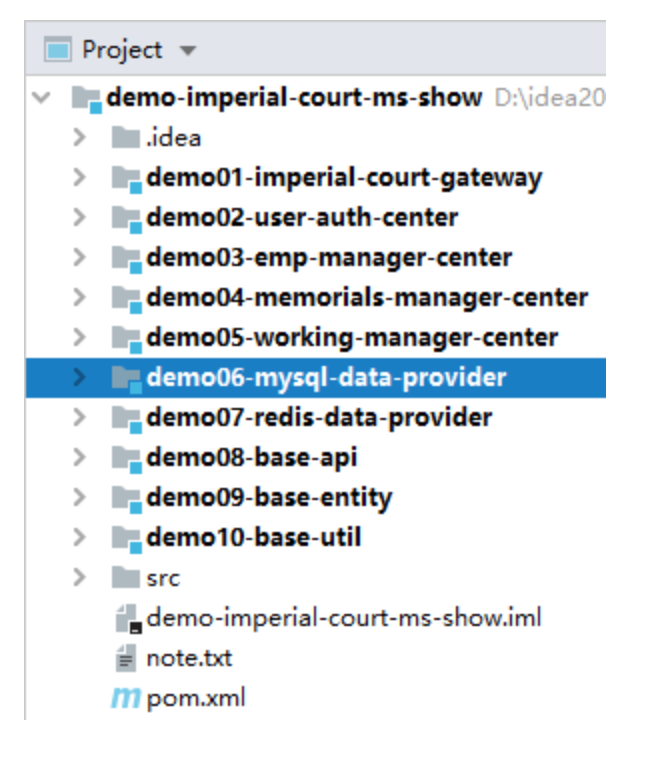 Project
demo-imperial-court-ms-show D:\idea20
.idea
demo01-imperial-court-gateway
demo02-user-auth-center
demo03-emp-manager-center
demo04-memorials-manager-center
demo05-working-manager-center
demo06-mysql-data-provider
demo07-redis-data-provider
demo08-base-api
demo09-base-entity
demo10-base-util
src
demo-imperial-court-ms-show.iml
note.txt
m pom.xml